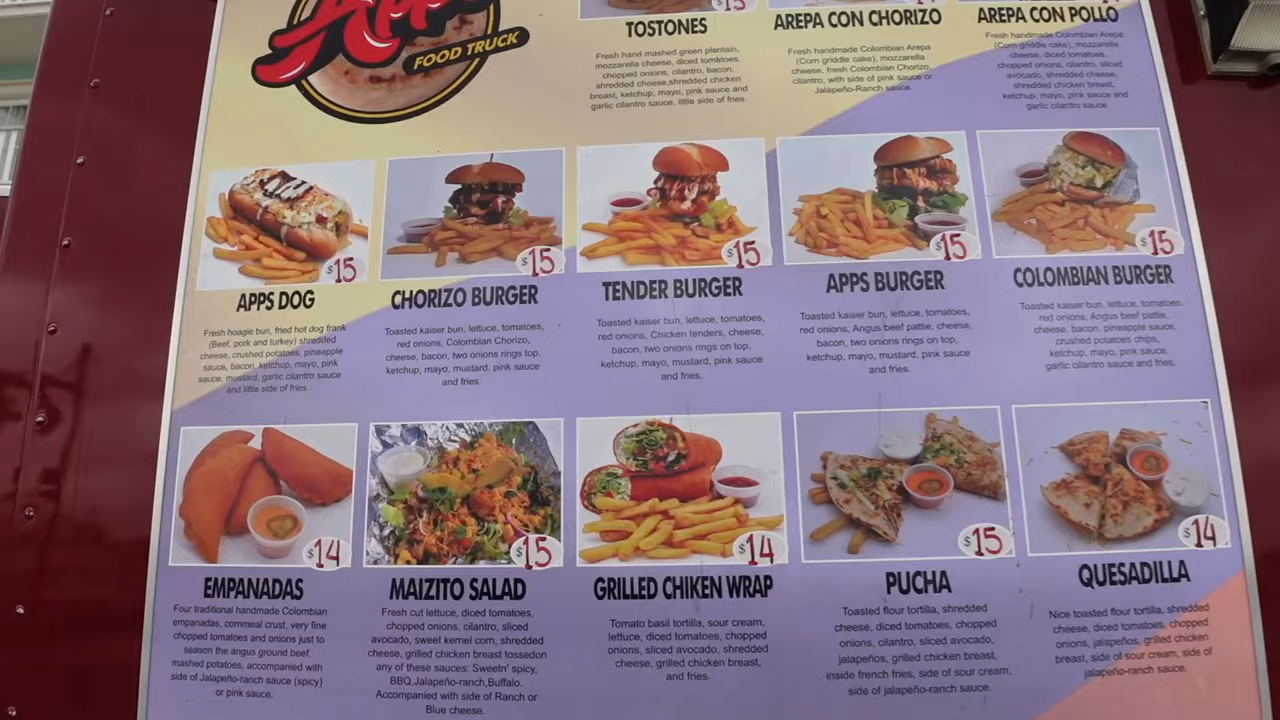 Apps
FOOD TRUCK
$15
TOSTONES
Fresh hand mashed green plantain,
mozzarella cheese, diced tomatoes,
chopped onions, cilantro, bacon,
shredded cheese,shredded chicken
breast, ketchup, mayo, pink sauce and
garlic cilantro sauce, little side of fries.
$14
AREPA CON CHORIZO
Fresh handmade Colombian Arepa
(Corn griddle cake), mozzarella
cheese, fresh Colombian Chorizo,
cilantro, with side of pink sauce or
Jalapeño-Ranch sauce.
AREPA CON POLLO
Fresh handmade Colombian Arepa
(Corn griddle cake), mozzarella
cheese, diced tomatoes,
chopped onions, cilantro, sliced
avocado, shredded cheese,
shredded chicken breast,
ketchup, mayo, pink sauce and
garlic cilantro sauce.
$15
APPS DOG
Fresh hoagie bun, fried hot dog frank
(Beef, pork and turkey) shredded
cheese, crushed potatoes, pineapple
sauce, bacon, ketchup, mayo, pink
sauce, mustard, garlic cilantro sauce
and little side of fries.
$15
CHORIZO BURGER
Toasted kaiser bun, lettuce, tomatoes,
red onions, Colombian Chorizo,
cheese, bacon, two onions rings top,
ketchup, mayo, mustard, pink sauce
and fries.
$15
TENDER BURGER
Toasted kaiser bun, lettuce, tomatoes,
red onions, Chicken tenders, cheese,
bacon, two onions rings on top,
ketchup, mayo, mustard, pink sauce
and fries.
$15
APPS BURGER
Toasted kaiser bun, lettuce, tomatoes,
red onions, Angus beef pattie, cheese,
bacon, two onions rings on top,
ketchup, mayo, mustard, pink sauce
and fries.
$15
COLOMBIAN BURGER
Toasted kaiser bun, lettuce, tomatoes,
red onions, Angus beef pattie,
cheese, bacon, pineapple sauce,
crushed potatoes chips,
ketchup, mayo, pink sauce,
garlic cilantro sauce and fries.
$14
EMPANADAS
Four traditional handmade Colombian
empanadas, cornmeal crust, very fine
chopped tomatoes and onions just to
season the angus ground beef,
mashed potatoes, accompanied with
side of Jalapeño-ranch sauce (spicy)
or pink sauce.
$15
MAIZITO SALAD
Fresh cut lettuce, diced tomatoes,
chopped onions, cilantro, sliced
avocado, sweet kernel corn, shredded
cheese, grilled chicken breast tossedon
any of these sauces: Sweetn' spicy,
BBQ,Jalapeño-ranch,Buffalo.
Accompanied with side of Ranch or
Blue cheese.
$14
GRILLED CHIKEN WRAP
Tomato basil tortilla, sour cream,
lettuce, diced tomatoes, chopped
onions, sliced avocado, shredded
cheese, grilled chicken breast,
and fries.
$15
PUCHA
Toasted flour tortilla, shredded
cheese, diced tomatoes, chopped
onions, cilantro, sliced avocado,
jalapeños, grilled chicken breast,
inside french fries, side of sour cream,
side of jalapeño-ranch sauce.
$14
QUESADILLA
Nice toasted flour tortilla, shredded
cheese, diced tomatoes, chopped
onions, jalapeños, grilled chicken
breast, side of sour cream, side of
jalapeño-ranch sauce.